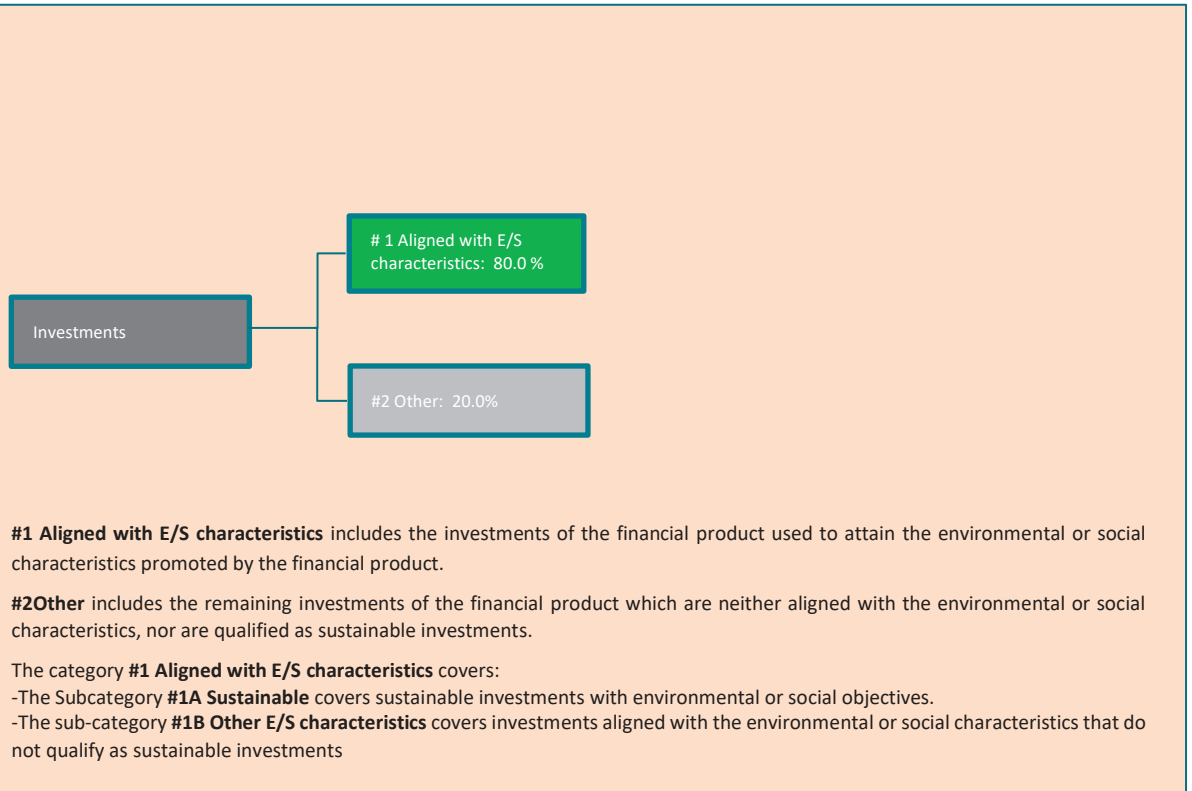 # 1 Aligned with E/S
characteristics: 80.0 %
Investments
#2 Other: 20.0%
#1 Aligned with E/S characteristics includes the investments of the financial product used to attain the environmental or social
characteristics promoted by the financial product.
#2Other includes the remaining investments of the financial product which are neither aligned with the environmental or social
characteristics, nor are qualified as sustainable investments.
The category #1 Aligned with E/S characteristics covers:
-The Subcategory #1A Sustainable covers sustainable investments with environmental or social objectives.
-The sub-category #1B Other E/S characteristics covers investments aligned with the environmental or social characteristics that do
not qualify as sustainable investments